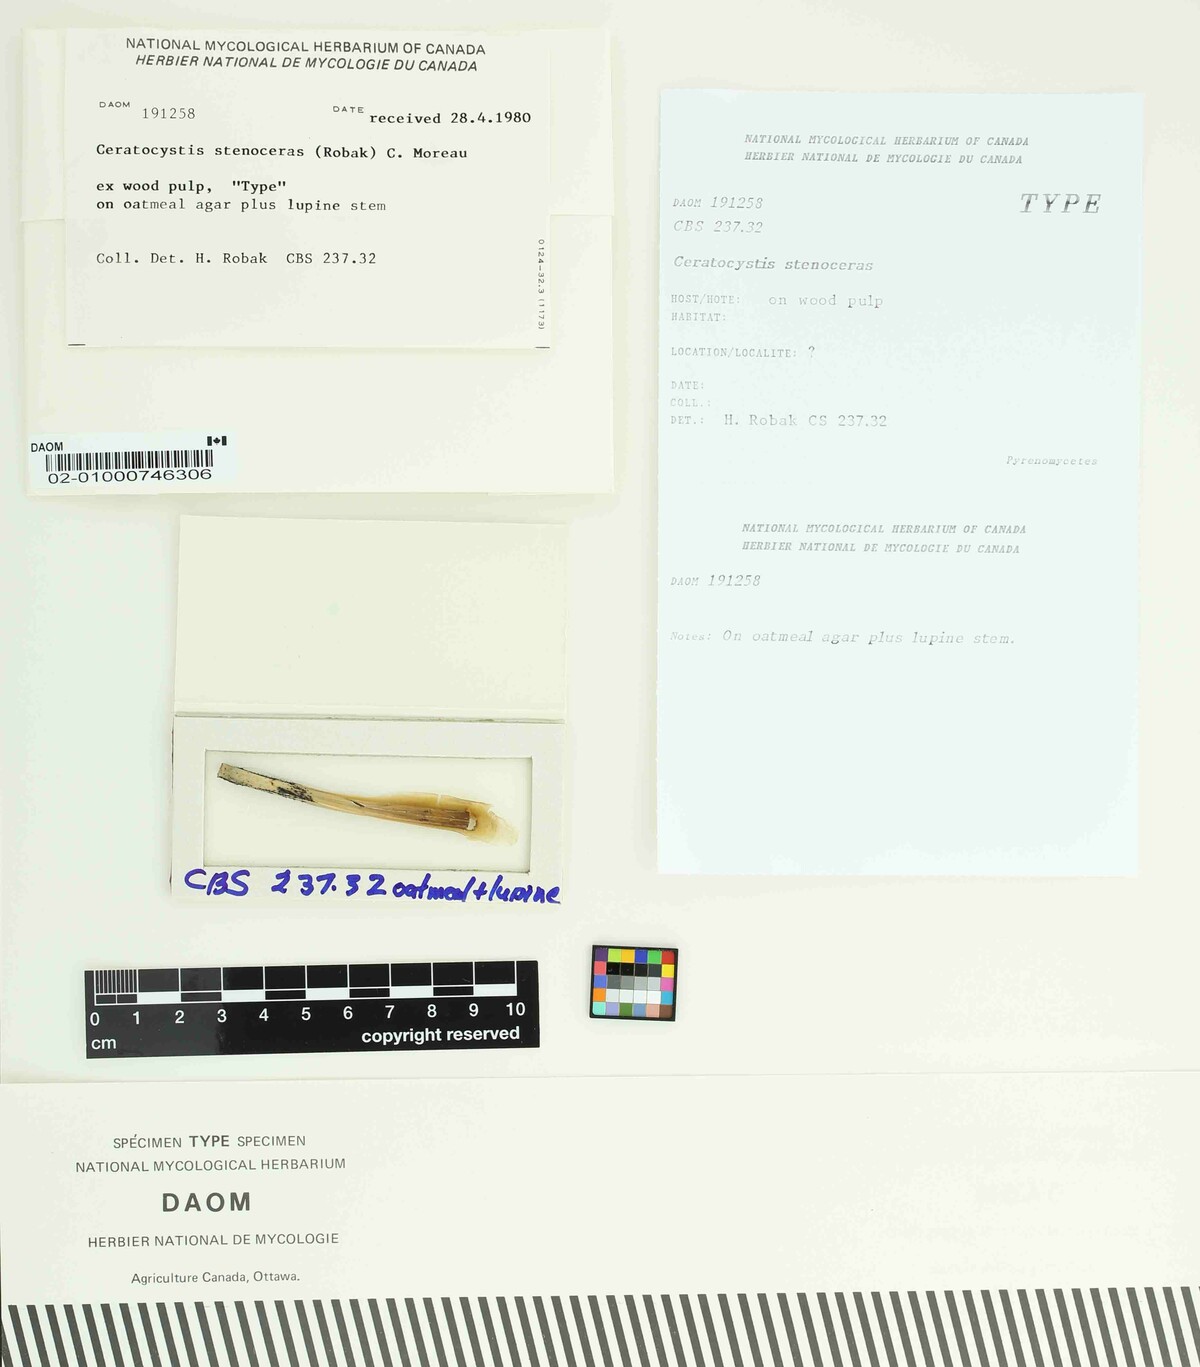 NATIONAL MYCOLOGICAL HERBARIUM OF CANADA
HERBIER NATIONAL DE MYCOLOGIE DU CANADA
DAOM 191258 DATE received 28.4.1980
Ceratocystis stenoceras (Robak) C. Moreau
ex wood pulp, "Type"
on oatmeal agar plus lupine stem
Coll. Det. H. Robak CBS 237.32
0124-32.3 (1173)
DAOM
02-01000746306
NATIONAL MYCOLOGICAL HERBARIUM OF CANADA
HERBIER NATIONAL DE MYCOLOGIE DU CANADA
DAOM 191258 TYPE
CBS 237.32
Ceratocystis stenoceras
HOST/HOTE: on wood pulp
HABITAT:
LOCATION/LOCALITE: ?
DATE:
COLL.:
DET.: H. Robak CS 237.32
Pyrenomycetes
NATIONAL MYCOLOGICAL HERBARIUM OF CANADA
HERBIER NATIONAL DE MYCOLOGIE DU CANADA
DAOM 191258
Notes: On oatmeal agar plus lupine stem.
CBS 237.32 oatmeal + lupine
0 1 2 3 4 5 6 7 8 9 10
cm copyright reserved
SPÉCIMEN TYPE SPECIMEN
NATIONAL MYCOLOGICAL HERBARIUM
DAOM
HERBIER NATIONAL DE MYCOLOGIE
Agriculture Canada, Ottawa.